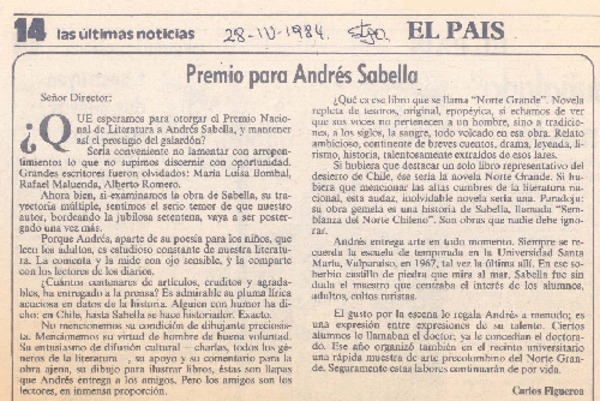 14 las últimas noticias 28-IV-1984. Stgo. EL PAIS
Premio para Andrés Sabella
Señor Director:
¿QUE esperamos para otorgar el Premio Nacio-
nal de Literatura a Andrés Sabella, y mantener
así el prestigio del galardón?
Sería conveniente no lamentar con arrepen-
timientos lo que no supimos discernir con oportunidad.
Grandes escritores fueron olvidados: María Luisa Bombal,
Rafael Maluenda, Alberto Romero.
Ahora bien, si examinamos la obra de Sabella, su tra-
yectoria múltiple, sentimos el serio temor de que nuestro
autor, bordeando la jubilosa setentena, vaya a ser poster-
gado una vez más.
Porque Andrés, aparte de su poesía para los niños, que
leen los adultos, es estudioso constante de nuestra literatu-
ra. La comenta y la mide con ojo sensible, y la comparte
con los lectores de los diarios.
¿Cuántos centenares de artículos, eruditos y agrada-
bles, ha entregado a la prensa? Es admirable su pluma lírica
acuciosa en datos de la historia. Alguien con humor ha di-
cho: en Chile, hasta Sabella se hace historiador. Exacto.
No mencionemos su condición de dibujante preciosis-
ta. Mencionemos su virtud de hombre de buena voluntad.
Su entusiasmo de difusión cultural — charlas, todos los gé-
neros de la literatura —, su apoyo y su comentario para la
obra ajena, su dibujo para ilustrar libros, éstas son llapas
que Andrés entrega a los amigos. Pero los amigos son los
lectores, en inmensa proporción.
¿Qué es ese libro que se llama "Norte Grande". Novela
repleta de tesoros, original, epopéyica, si echamos de ver
que sus voces no pertenecen a un hombre, sino a tradicio-
nes, a los siglos, la sangre, todo volcado en esa obra. Relato
ambicioso, continente de breves cuentos, drama, leyenda, li-
rismo, historia, talentosamente extraídos de esos lares.
Si hubiera que destacar un solo libro representativo del
desierto de Chile, ése sería la novela Norte Grande. Si hu-
biera que mencionar las altas cumbres de la literatura na-
cional, esta audaz, inolvidable novela sería una. Paradoja:
su obra gemela es una historia de Sabella, llamada "Sem-
blanza del Norte Chileno". Son obras que nadie debe igno-
rar.
Andrés entrega arte en todo momento. Siempre se re-
cuerda la escuela de temporada en la Universidad Santa
María, Valparaíso, en 1967, tal vez la última allí. En ese so-
berbio castillo de piedra que mira al mar, Sabella fue sin
duda el maestro que centraba el interés de los alumnos,
adultos, cultos turistas.
El gusto por la escena lo regala Andrés a menudo; es
una expresión entre expresiones de su talento. Ciertos
alumnos lo llamaban el doctor; ya le concedían el doctora-
do. Ese año organizó también en el recinto universitario
una rápida muestra de arte precolombino del Norte Gran-
de. Seguramente estas labores continuarán de por vida.
Carlos Figueroa